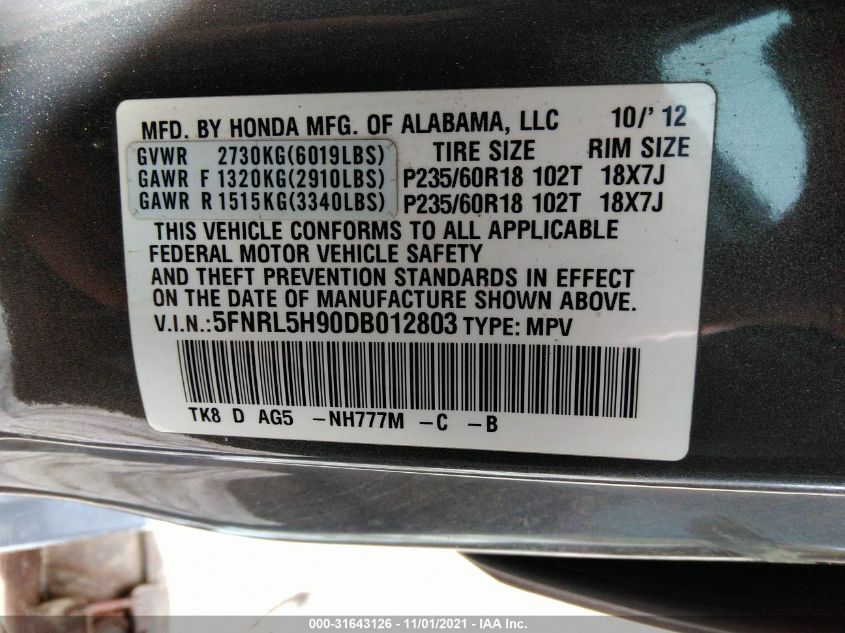 MFD. BY HONDA MFG. OF ALABAMA, LLC 10/'12
GVWR 2730KG(6019LBS) TIRE SIZE RIM SIZE
GAWR F 1320KG(2910LBS) P235/60R18 102T 18X7J
GAWR R 1515KG(3340LBS) P235/60R18 102T 18X7J
THIS VEHICLE CONFORMS TO ALL APPLICABLE
FEDERAL MOTOR VEHICLE SAFETY
AND THEFT PREVENTION STANDARDS IN EFFECT
ON THE DATE OF MANUFACTURE SHOWN ABOVE.
V.I.N.:5FNRL5H90DB012803 TYPE: MPV
TK8 D AG5 -NH777M -C -B
000-31643126 - 11/01/2021 - IAA Inc.